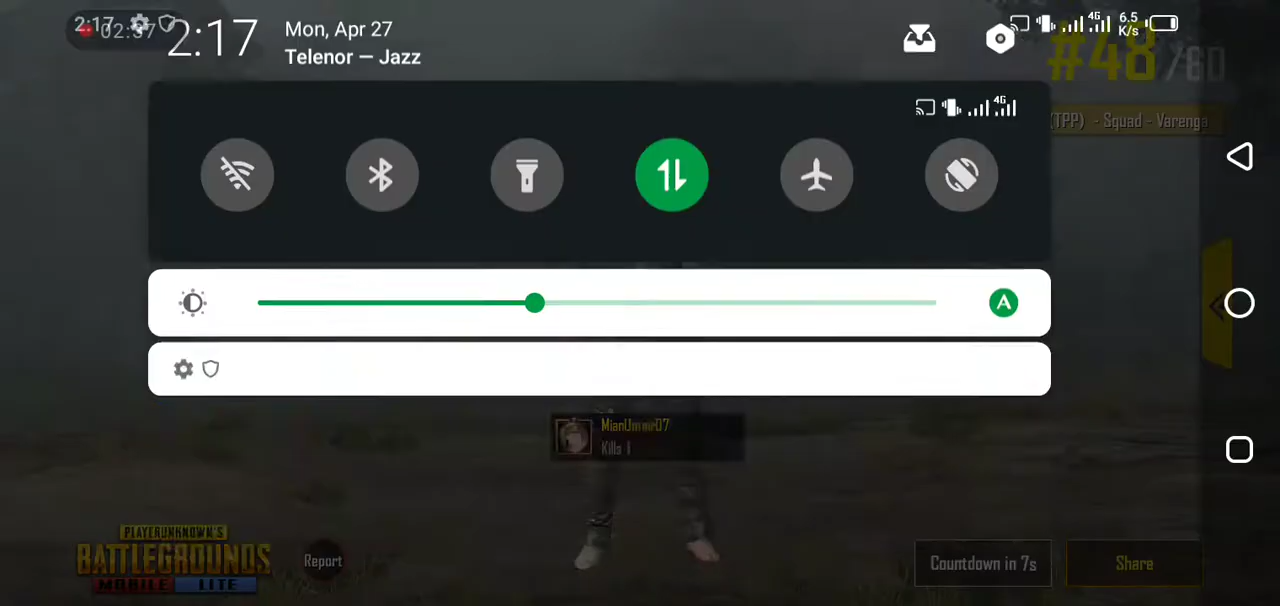 2:17
02:37
2:17
Mon, Apr 27
Telenor — Jazz
4G
6.5
K/s
#48/60
(TPP) - Squad - Varenga
4G
A
MianUmair07
Kills 1
PLAYERUNKNOWN'S
BATTLEGROUNDS
MOBILE LITE
Report
Countdown in 7s
Share